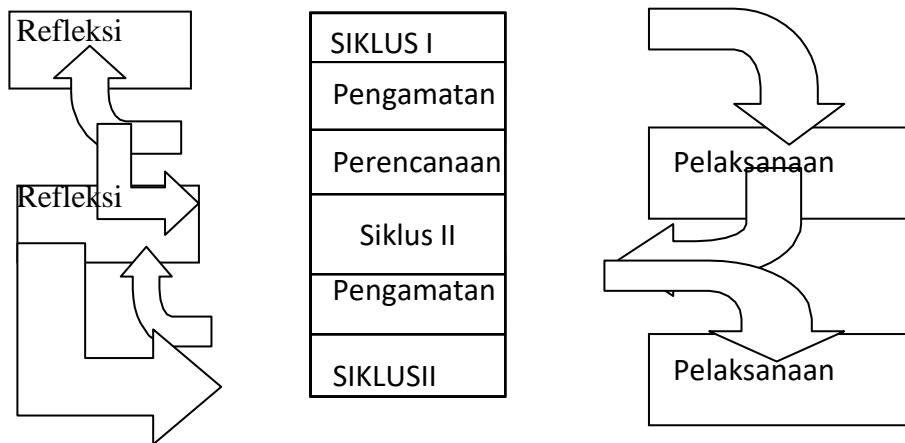 Refleksi
SIKLUS I
Pengamatan
Perencanaan
Pelaksanaan
Refleksi
Siklus II
Pengamatan
SIKLUSII
Pelaksanaan